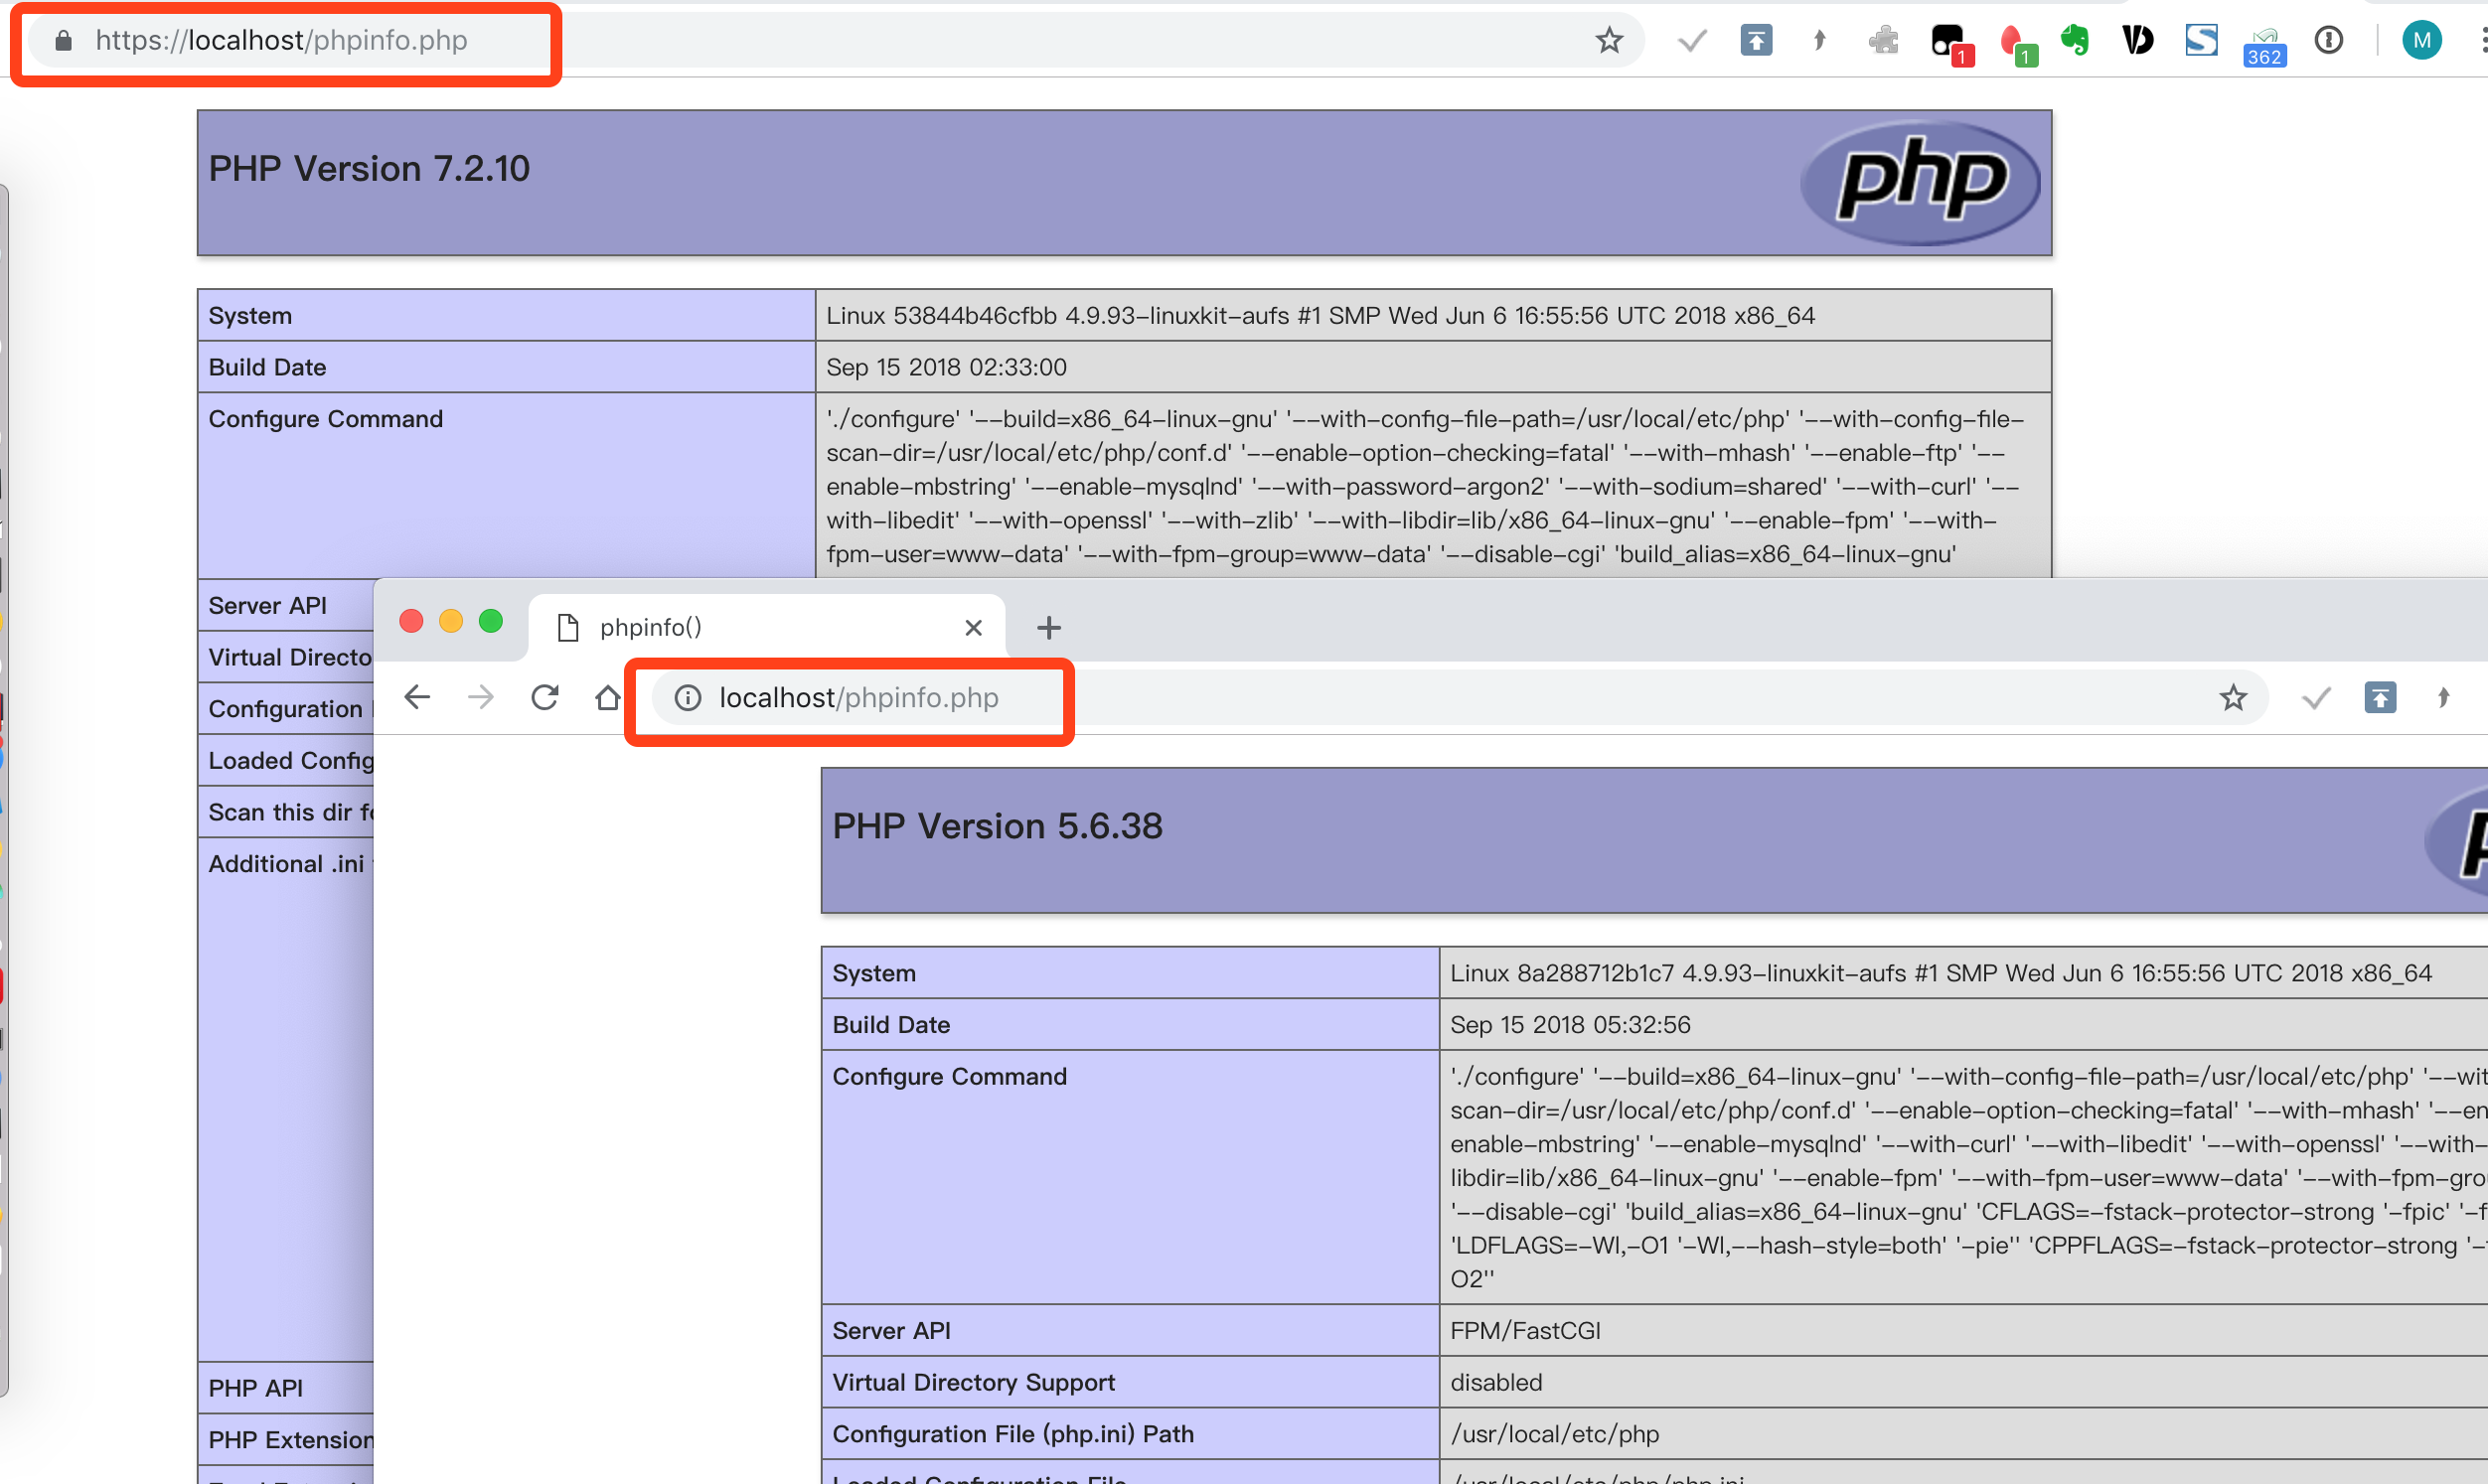 https://localhost/phpinfo.php
1
1
362
M
PHP Version 7.2.10
php
System
Linux 53844b46cfbb 4.9.93-linuxkit-aufs #1 SMP Wed Jun 6 16:55:56 UTC 2018 x86_64
Build Date
Sep 15 2018 02:33:00
Configure Command
'./configure' '--build=x86_64-linux-gnu' '--with-config-file-path=/usr/local/etc/php' '--with-config-file-
scan-dir=/usr/local/etc/php/conf.d' '--enable-option-checking=fatal' '--with-mhash' '--enable-ftp' '--
enable-mbstring' '--enable-mysqlnd' '--with-password-argon2' '--with-sodium=shared' '--with-curl' '--
with-libedit' '--with-openssl' '--with-zlib' '--with-libdir=lib/x86_64-linux-gnu' '--enable-fpm' '--with-
fpm-user=www-data' '--with-fpm-group=www-data' '--disable-cgi' 'build_alias=x86_64-linux-gnu'
Server API
Virtual Directo
Configuration
Loaded Config
Scan this dir fo
Additional .ini
PHP API
PHP Extension
phpinfo()
localhost/phpinfo.php
PHP Version 5.6.38
System
Linux 8a288712b1c7 4.9.93-linuxkit-aufs #1 SMP Wed Jun 6 16:55:56 UTC 2018 x86_64
Build Date
Sep 15 2018 05:32:56
Configure Command
'./configure' '--build=x86_64-linux-gnu' '--with-config-file-path=/usr/local/etc/php' '--wit
scan-dir=/usr/local/etc/php/conf.d' '--enable-option-checking=fatal' '--with-mhash' '--en
enable-mbstring' '--enable-mysqlnd' '--with-curl' '--with-libedit' '--with-openssl' '--with-
libdir=lib/x86_64-linux-gnu' '--enable-fpm' '--with-fpm-user=www-data' '--with-fpm-gro
'--disable-cgi' 'build_alias=x86_64-linux-gnu' 'CFLAGS=-fstack-protector-strong '-fpic' '-f
'LDFLAGS=-Wl,-O1 '-Wl,--hash-style=both' '-pie'' 'CPPFLAGS=-fstack-protector-strong '-
O2''
Server API
FPM/FastCGI
Virtual Directory Support
disabled
Configuration File (php.ini) Path
/usr/local/etc/php
Loaded Configuration File
/usr/local/etc/php/php.ini